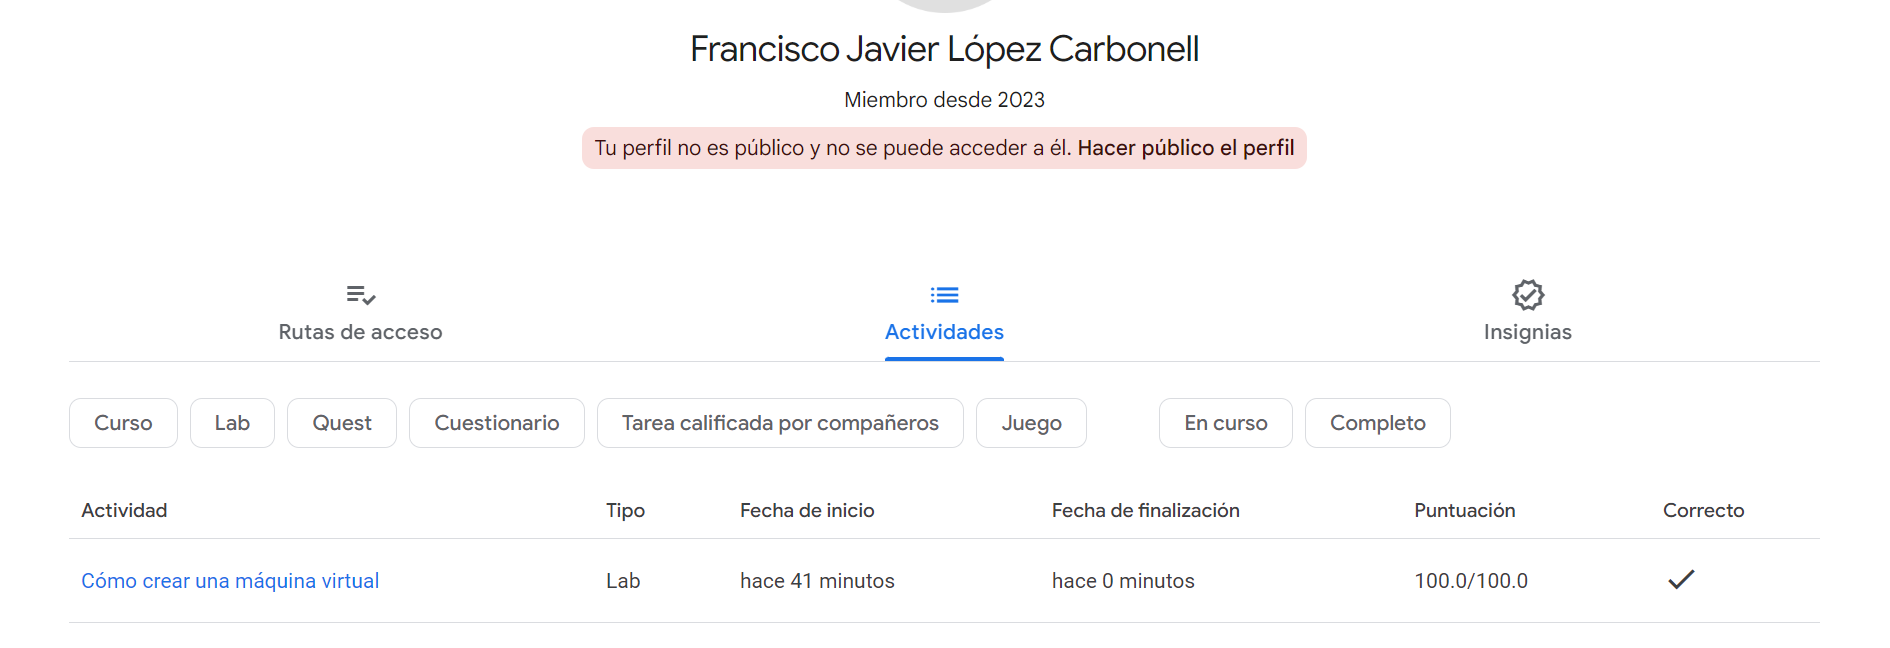 Francisco Javier López Carbonell
Miembro desde 2023
Tu perfil no es público y no se puede acceder a él. Hacer público el perfil
Rutas de acceso Actividades Insignias
Curso Lab Quest Cuestionario Tarea calificada por compañeros Juego En curso Completo
Actividad Tipo Fecha de inicio Fecha de finalización Puntuación Correcto
Cómo crear una máquina virtual Lab hace 41 minutos hace 0 minutos 100.0/100.0